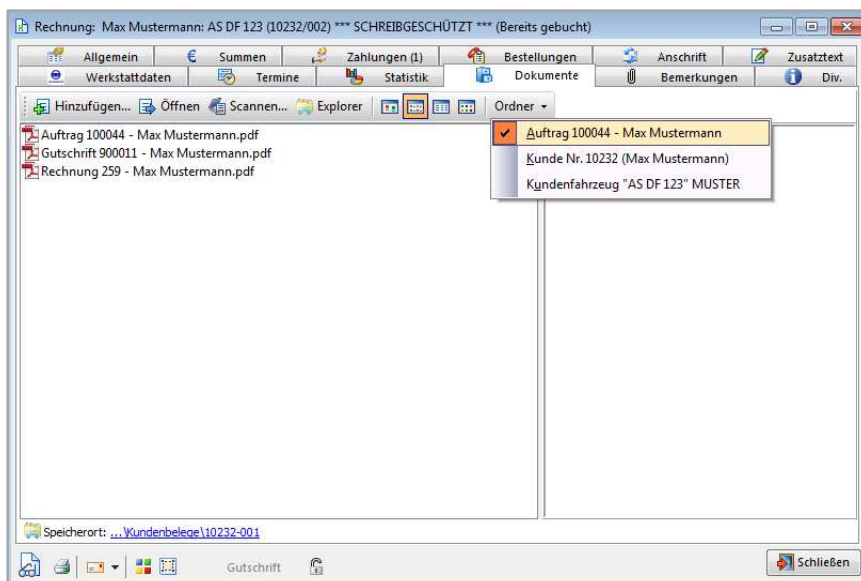 Rechnung: Max Mustermann: AS DF 123 (10232/002) *** SCHREIBGESCHÜTZT *** (Bereits gebucht)
Allgemein € Summen Zahlungen (1) Bestellungen Anschrift Zusatztext
Werkstattdaten Termine Statistik Dokumente Bemerkungen Div.
Hinzufügen... Öffnen Scannen... Explorer Ordner
Auftrag 100044 - Max Mustermann.pdf
Gutschrift 900011 - Max Mustermann.pdf
Rechnung 259 - Max Mustermann.pdf
Auftrag 100044 - Max Mustermann
Kunde Nr. 10232 (Max Mustermann)
Kundenfahrzeug "AS DF 123" MUSTER
Speicherort: ...\Kundenbelege\10232-001
Gutschrift Schließen